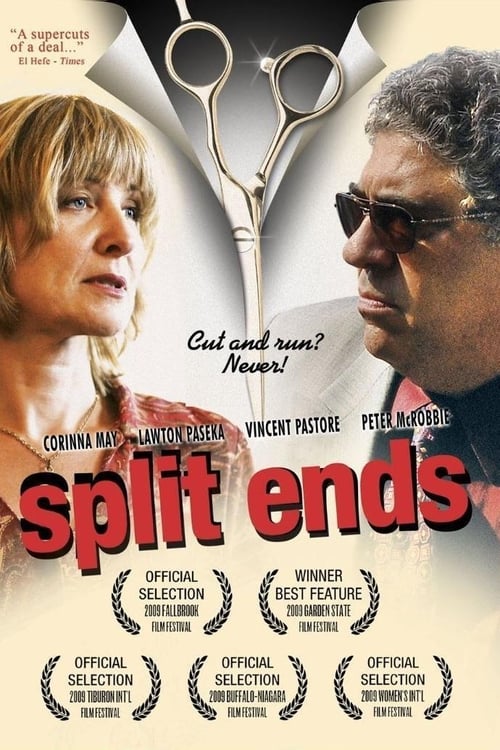 "A supercuts
of a deal..."
El Hefe - Times
Cut and run?
Never!
CORINNA MAY LAWTON PASEKA VINCENT PASTORE PETER McROBBIE
split ends
OFFICIAL
SELECTION
2009 FALLBROOK
FILM FESTIVAL
WINNER
BEST FEATURE
2009 GARDEN STATE
FILM FESTIVAL
OFFICIAL
SELECTION
2009 TIBURON INT'L
FILM FESTIVAL
OFFICIAL
SELECTION
2009 BUFFALO-NIAGARA
FILM FESTIVAL
OFFICIAL
SELECTION
2009 WOMEN'S INT'L
FILM FESTIVAL